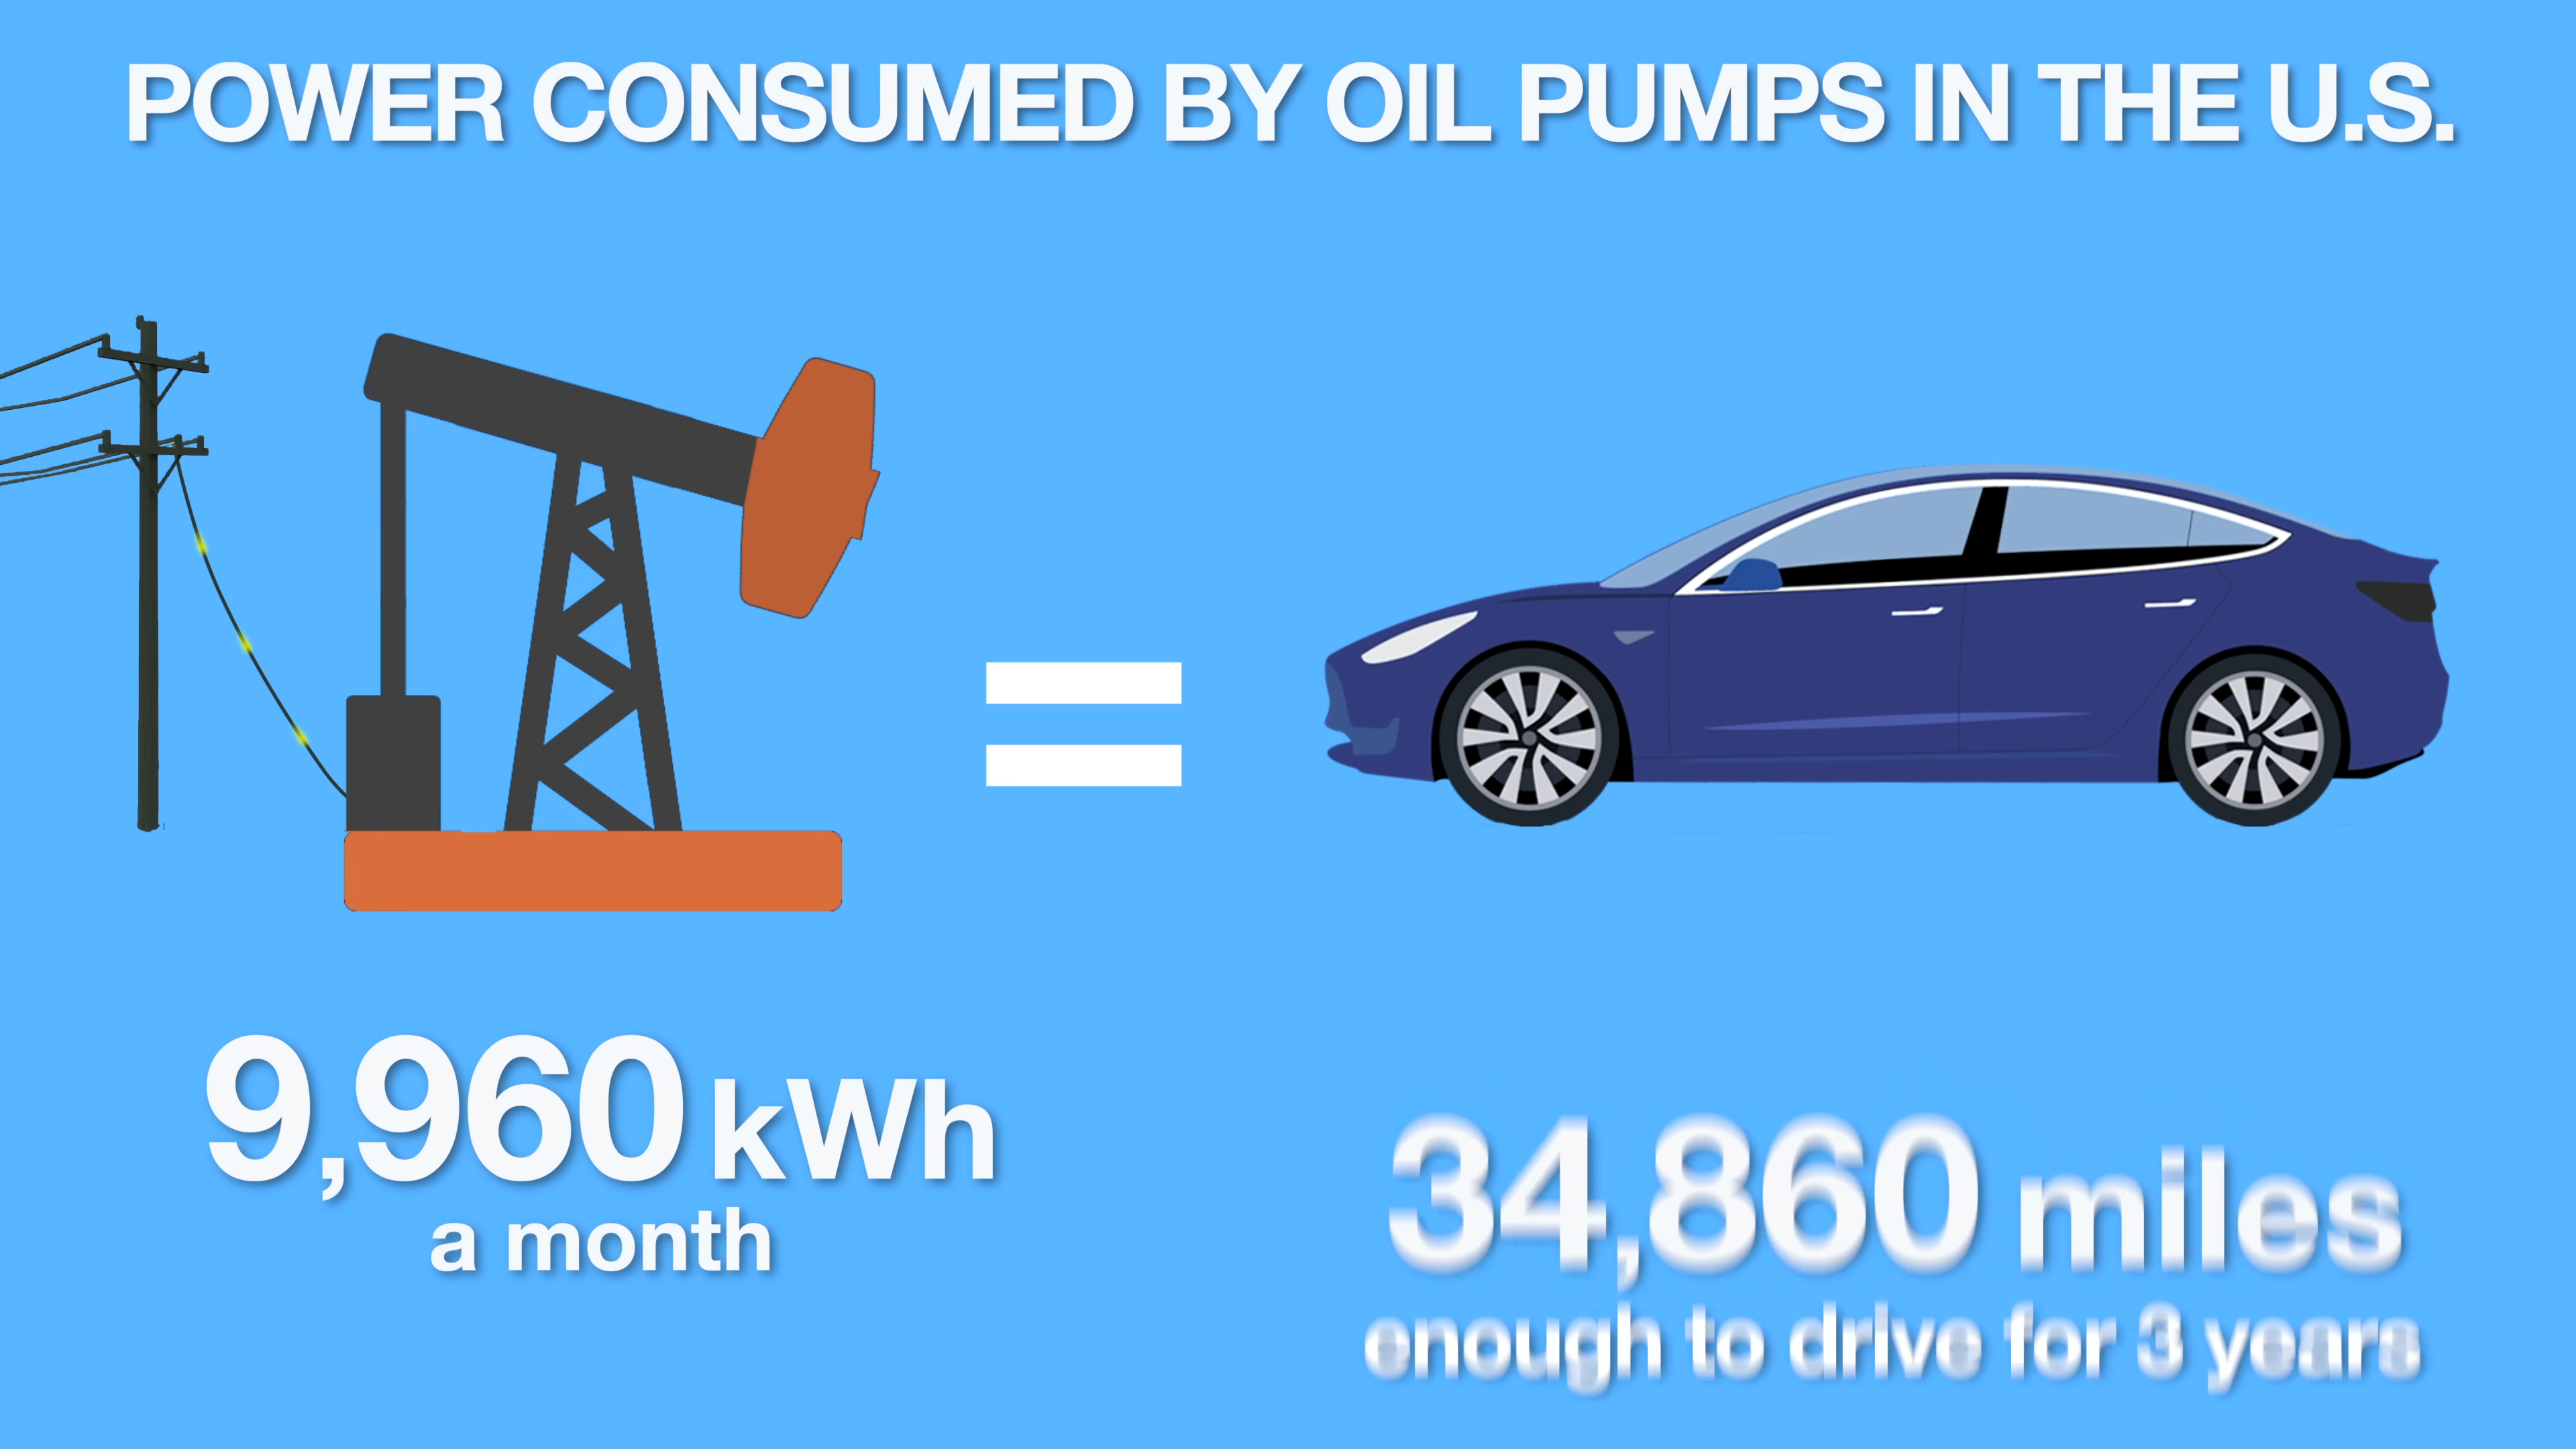 POWER CONSUMED BY OIL PUMPS IN THE U.S.
9,960 kWh
a month
34,860 miles
enough to drive for 3 years